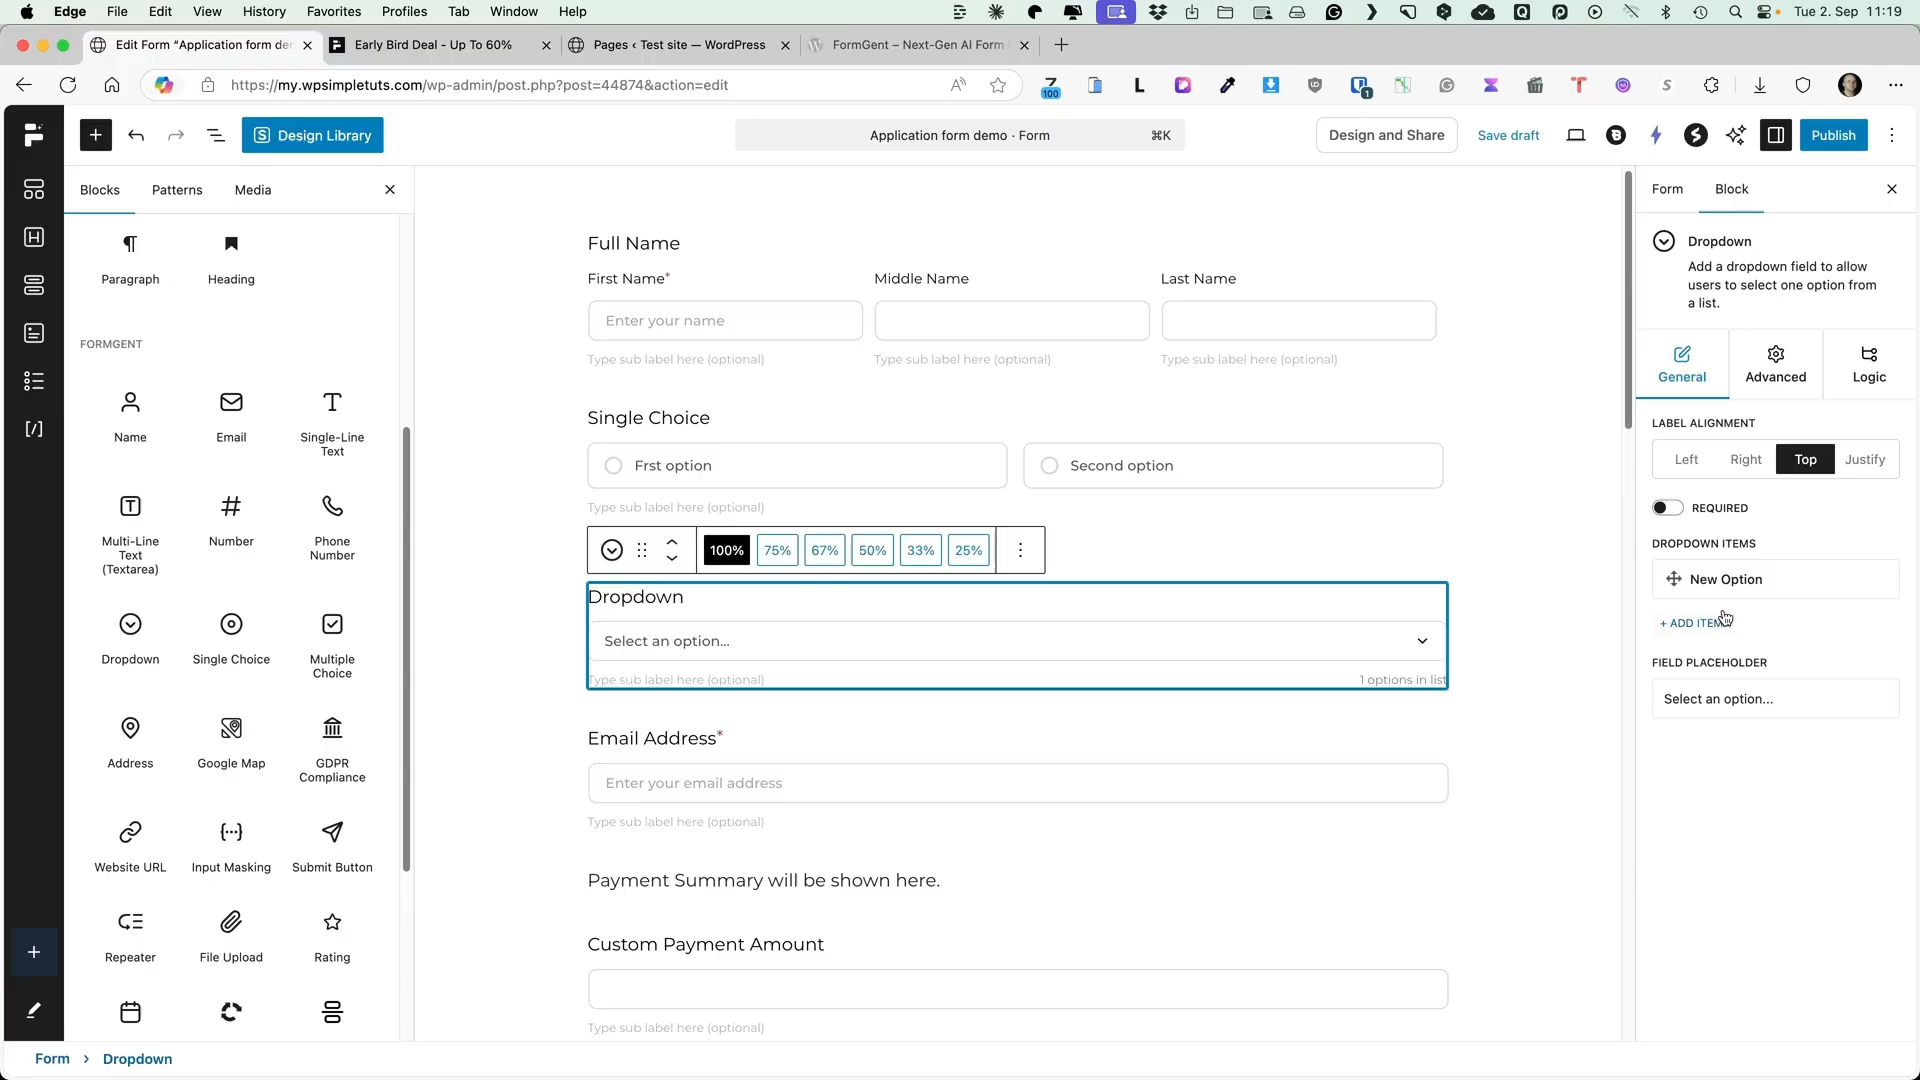 Edge File Edit View History Favorites Profiles Tab Window Help Tue 2. Sep 11:19
Edit Form “Application form der Early Bird Deal - Up To 60% Pages ‹ Test site — WordPress FormGent – Next-Gen AI Form
https://my.wpsimpletuts.com/wp-admin/post.php?post=44874&action=edit
100
1
Design Library
Application form demo · Form ⌘K
Design and Share
Save draft
Publish
Blocks Patterns Media
Paragraph Heading
FORMGENT
Name Email Single-Line
Text
Multi-Line
Text
(Textarea)
Number
Phone
Number
Dropdown Single Choice Multiple
Choice
Address Google Map GDPR
Compliance
Website URL Input Masking Submit Button
Repeater File Upload Rating
Full Name
First Name* Middle Name Last Name
Enter your name
Type sub label here (optional) Type sub label here (optional) Type sub label here (optional)
Single Choice
Frst option Second option
Type sub label here (optional)
100% 75% 67% 50% 33% 25%
Dropdown
Select an option...
Type sub label here (optional) 1 options in list
Email Address*
Enter your email address
Type sub label here (optional)
Payment Summary will be shown here.
Custom Payment Amount
Type sub label here (optional)
Form Block
Dropdown
Add a dropdown field to allow
users to select one option from
a list.
General Advanced Logic
LABEL ALIGNMENT
Left Right Top Justify
REQUIRED
DROPDOWN ITEMS
New Option
+ ADD ITEM
FIELD PLACEHOLDER
Select an option...
Form › Dropdown